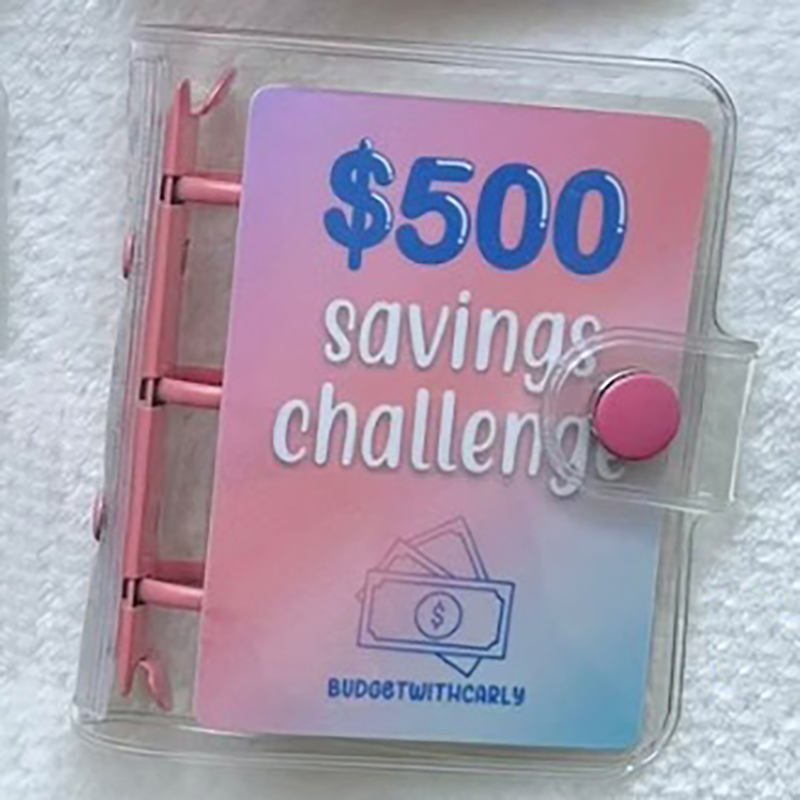 $500
savings
challenge
$
BUDGETWITHCARLY